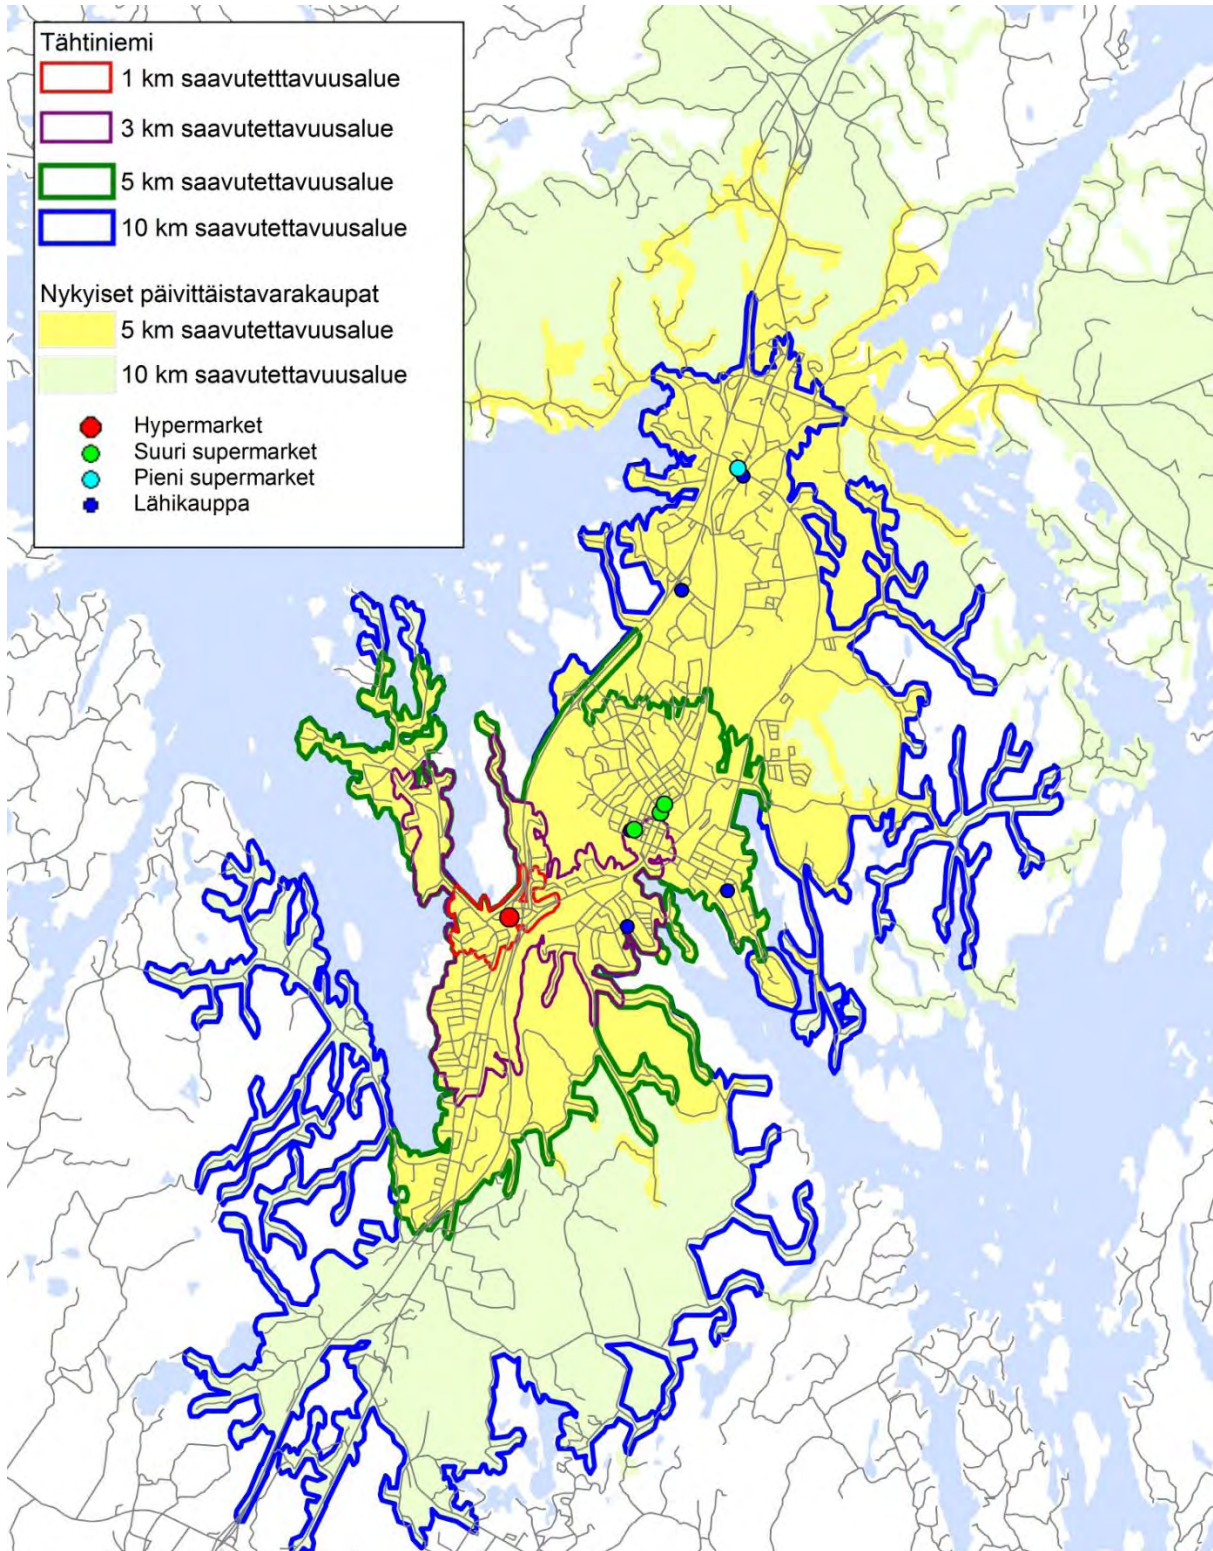 Tähtiniemi
1 km saavutetttavuusalue
3 km saavutettavuusalue
5 km saavutettavuusalue
10 km saavutettavuusalue
Nykyiset päivittäistavarakaupat
5 km saavutettavuusalue
10 km saavutettavuusalue
Hypermarket
Suuri supermarket
Pieni supermarket
Lähikauppa